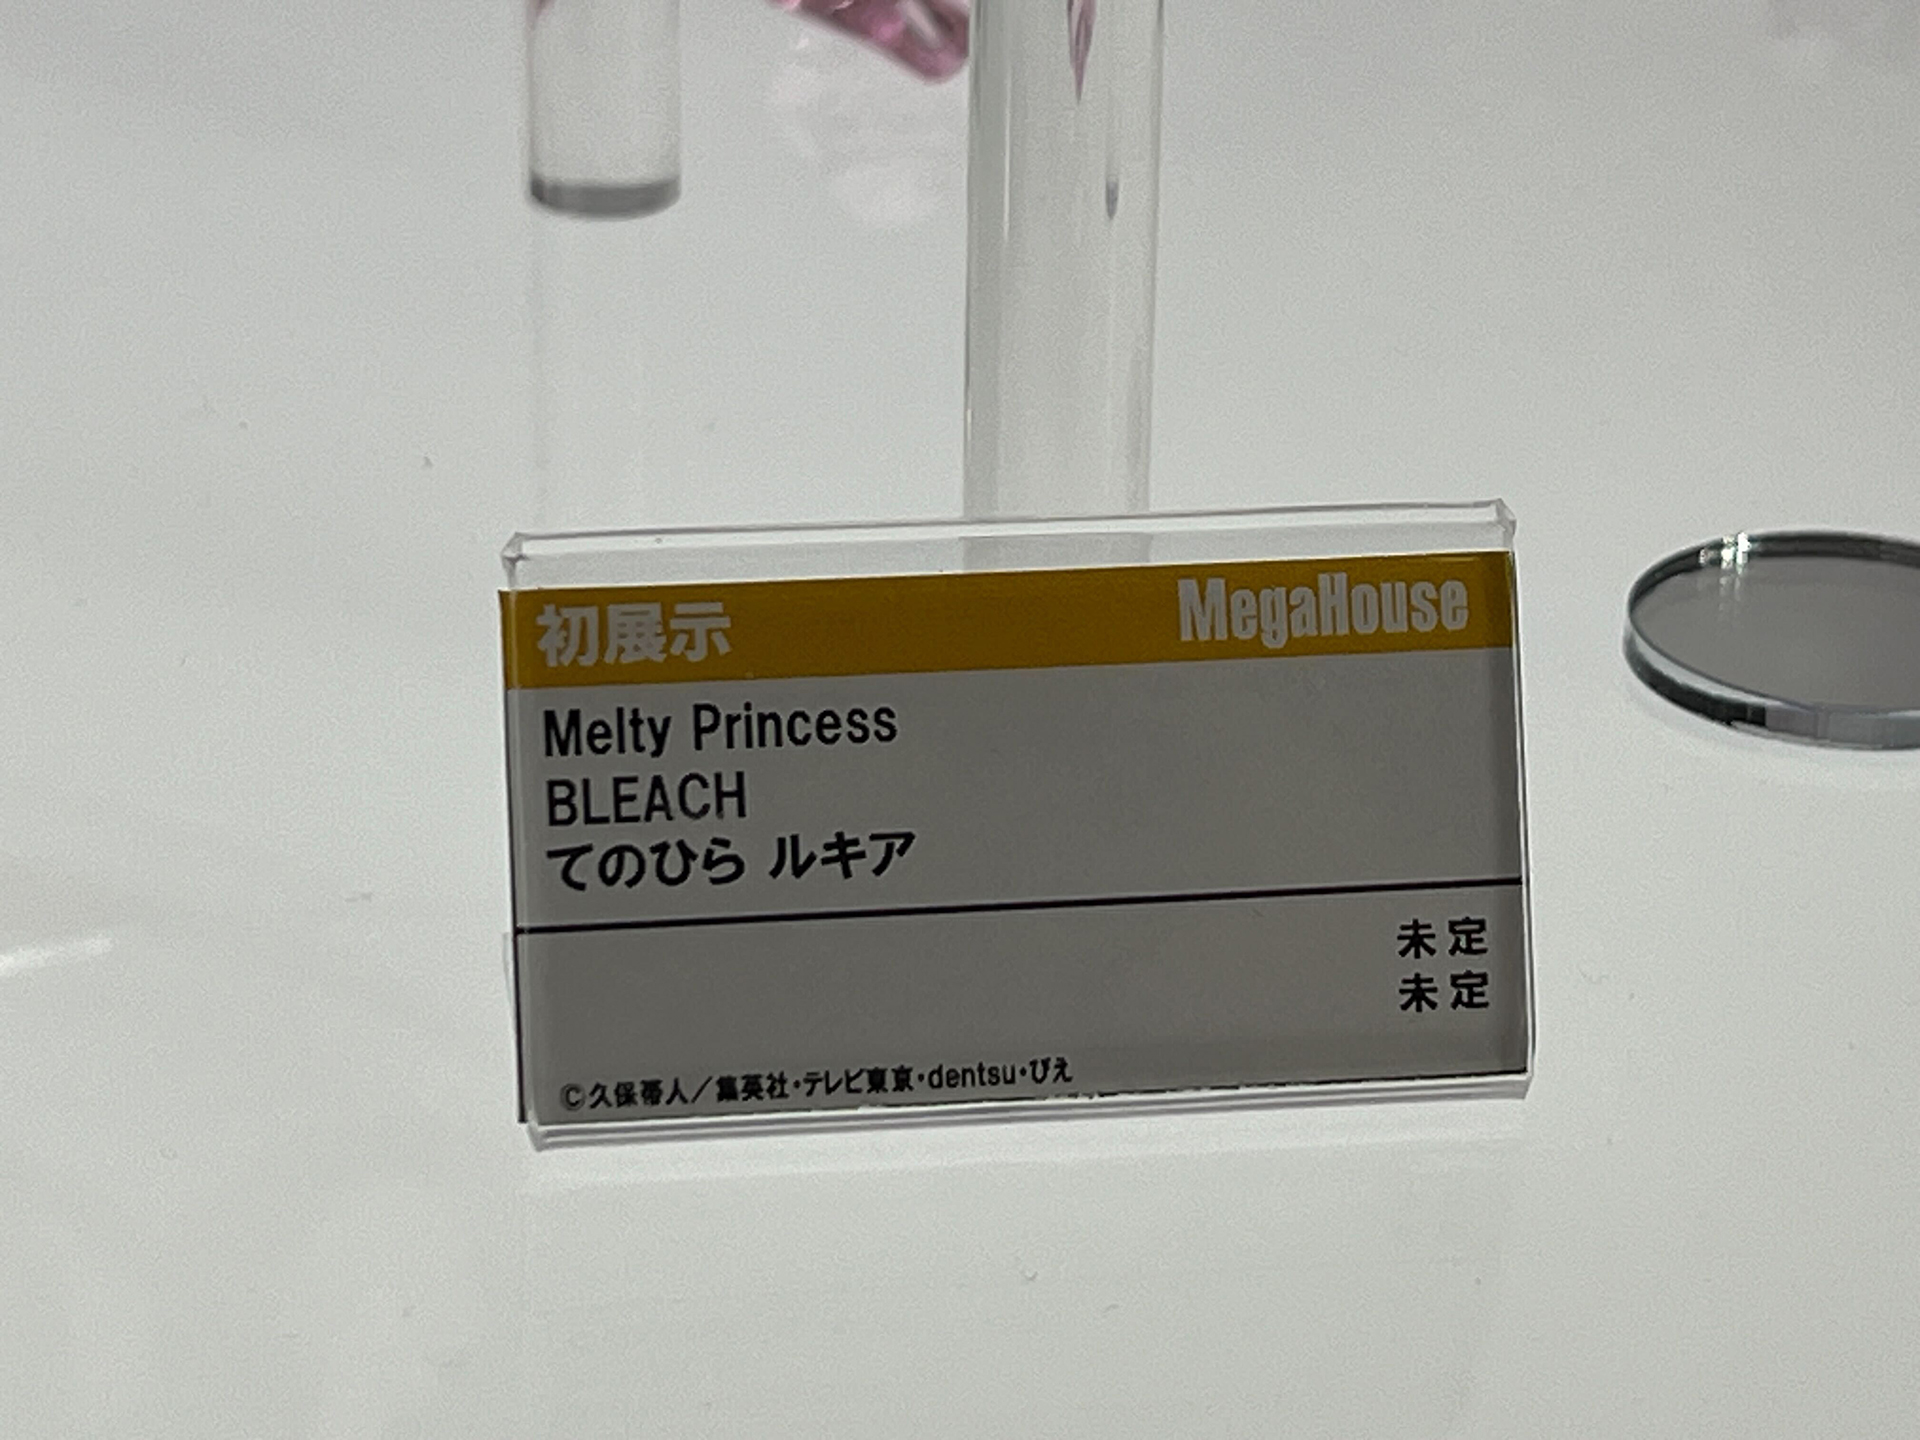 初展示 MegaHouse
Melty Princess
BLEACH
てのひら ルキア
未定
未定
©久保帯人／集英社・テレビ東京・dentsu・ぴえ